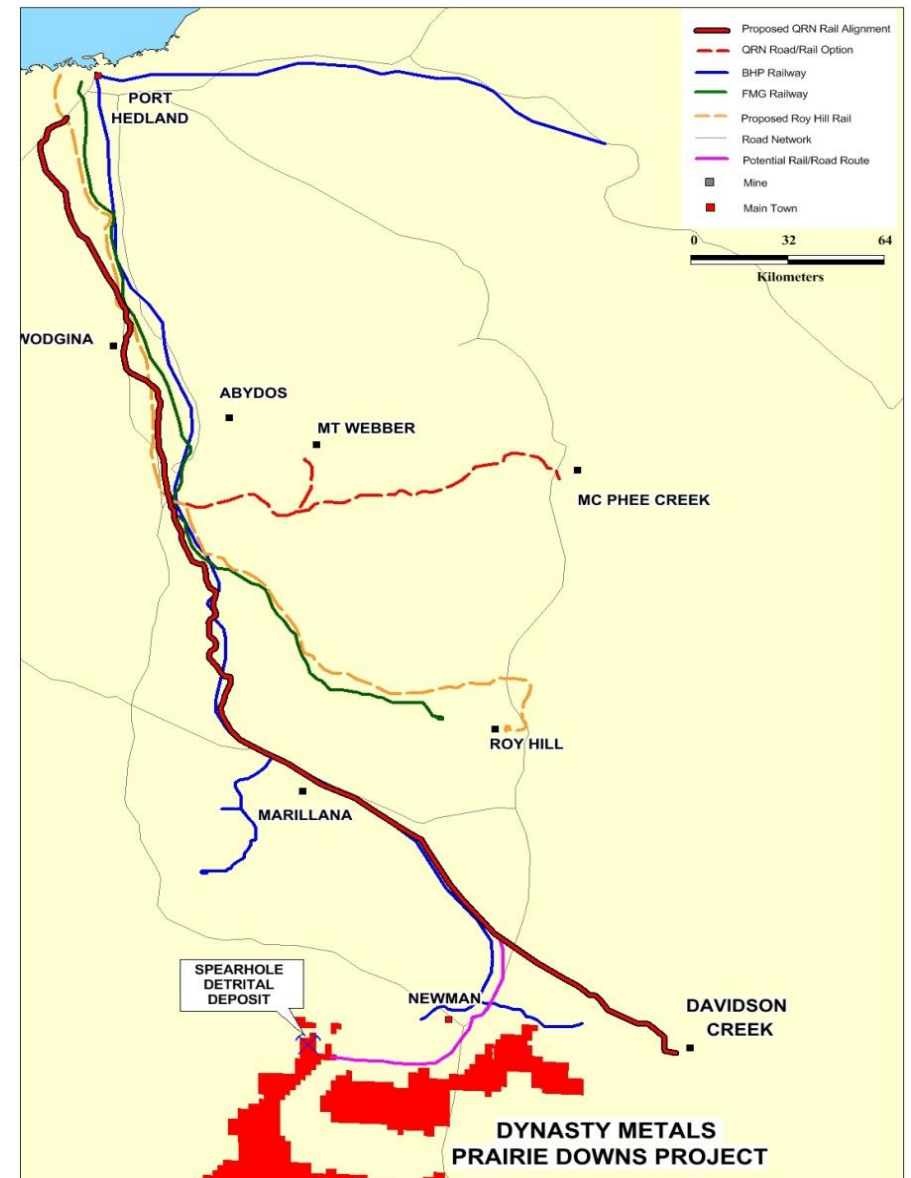 Proposed QRN Rail Alignment
QRN Road/Rail Option
BHP Railway
FMG Railway
Proposed Roy Hill Rail
Road Network
Potential Rail/Road Route
Mine
Main Town
0 32 64
Kilometers
PORT
HEDLAND
WODGINA
ABYDOS
MT WEBBER
MC PHEE CREEK
ROY HILL
MARILLANA
SPEARHOLE
DETRITAL
DEPOSIT
NEWMAN
DAVIDSON
CREEK
DYNASTY METALS
PRAIRIE DOWNS PROJECT